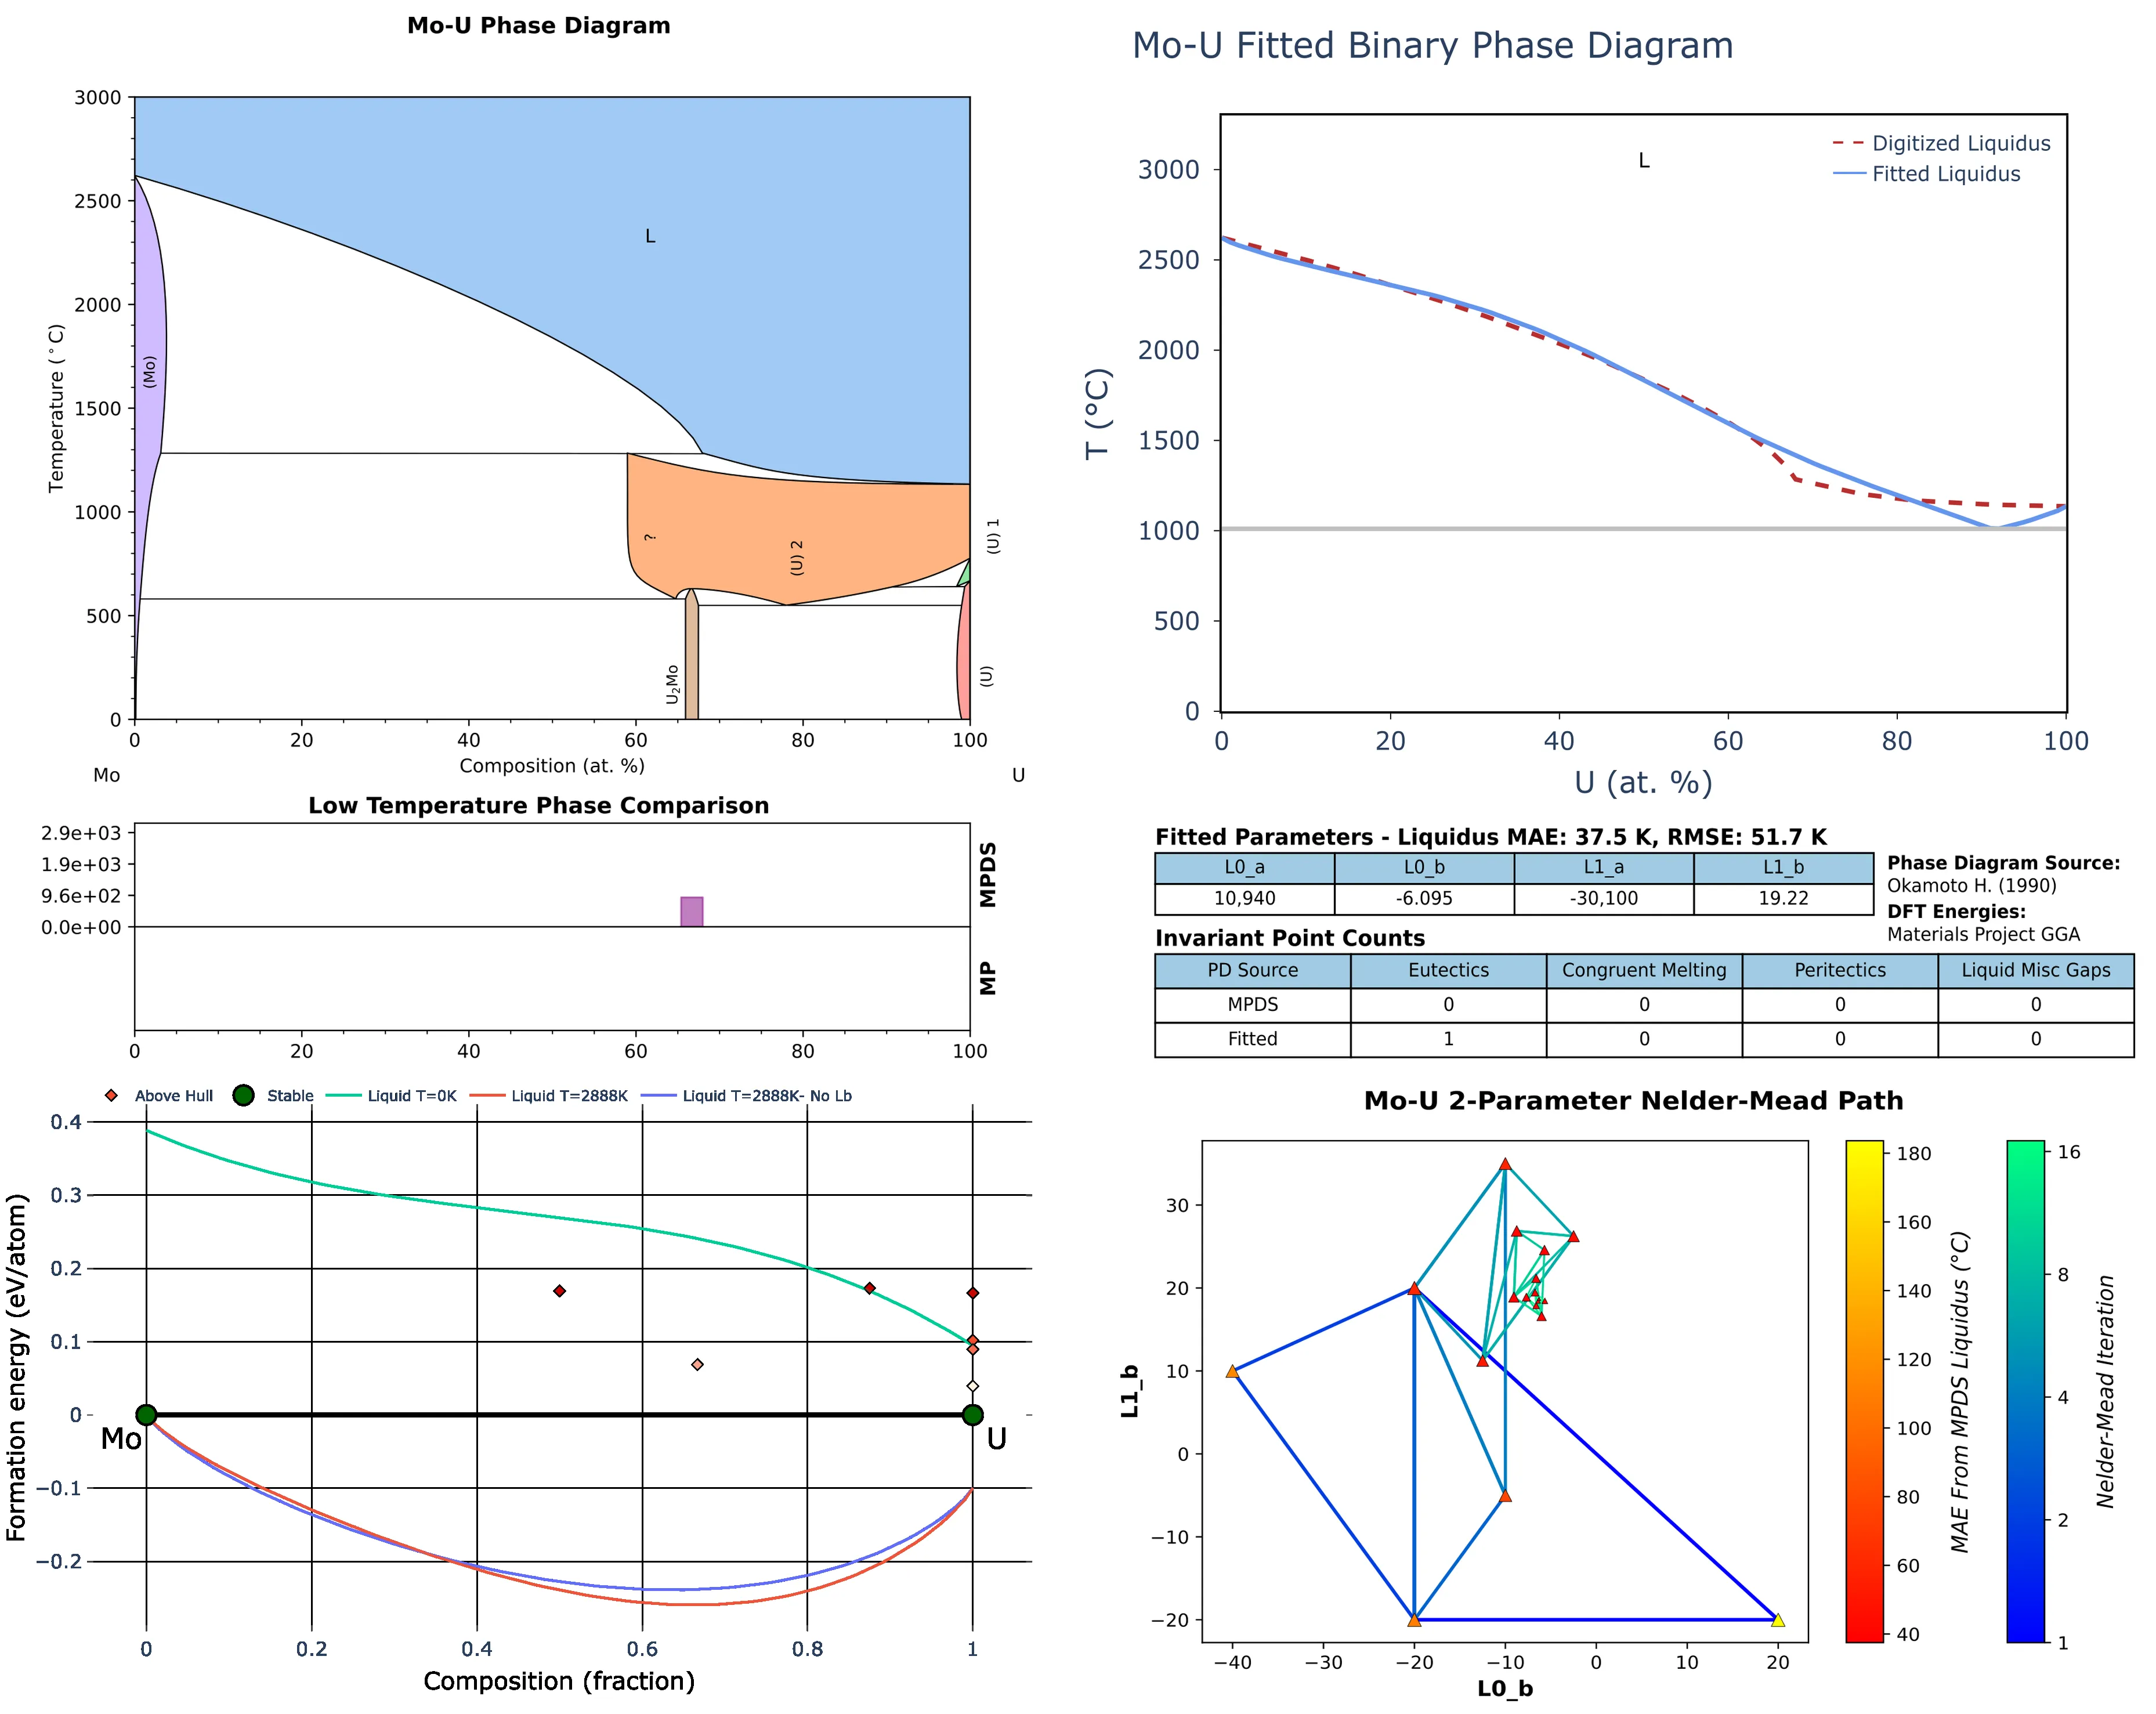 Mo-U Phase Diagram
3000
2500
2000
1500
1000
500
0
Temperature (°C)
L
(Mo)
?
(U) 2
(U) 1
U₂Mo
(U)
0 20 40 60 80 100
Composition (at. %)
Mo U
Low Temperature Phase Comparison
2.9e+03
1.9e+03
9.6e+02
0.0e+00
MPDS
MP
0 20 40 60 80 100
Above Hull Stable Liquid T=0K Liquid T=2888K Liquid T=2888K- No Lb
0.4
0.3
0.2
0.1
0
−0.1
−0.2
Formation energy (eV/atom)
Mo U
0 0.2 0.4 0.6 0.8 1
Composition (fraction)
Mo-U Fitted Binary Phase Diagram
L
Digitized Liquidus
Fitted Liquidus
3000
2500
2000
1500
1000
500
0
T (°C)
0 20 40 60 80 100
U (at. %)
Fitted Parameters - Liquidus MAE: 37.5 K, RMSE: 51.7 K
L0_a L0_b L1_a L1_b
10,940 -6.095 -30,100 19.22
Phase Diagram Source:
Okamoto H. (1990)
DFT Energies:
Materials Project GGA
Invariant Point Counts
PD Source Eutectics Congruent Melting Peritectics Liquid Misc Gaps
MPDS 0 0 0 0
Fitted 1 0 0 0
Mo-U 2-Parameter Nelder-Mead Path
30
20
10
0
−10
−20
L1_b
−40 −30 −20 −10 0 10 20
L0_b
180
160
140
120
100
80
60
40
MAE From MPDS Liquidus (°C)
16
8
4
2
1
Nelder-Mead Iteration